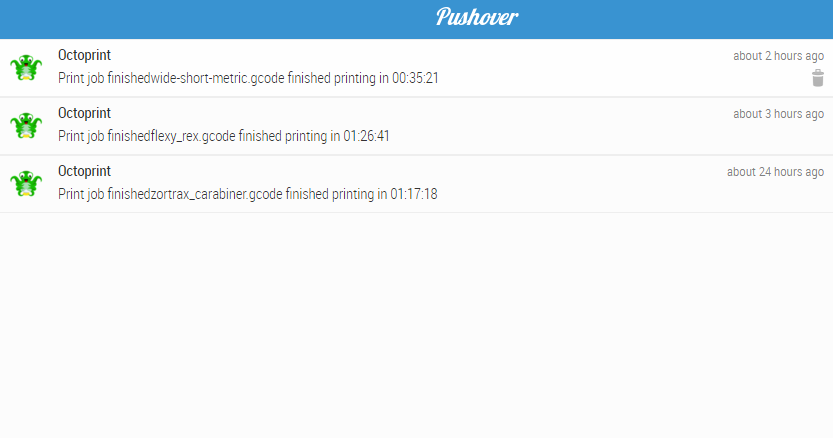 Pushover
Octoprint
about 2 hours ago
Print job finishedwide-short-metric.gcode finished printing in 00:35:21
Octoprint
about 3 hours ago
Print job finishedflexy_rex.gcode finished printing in 01:26:41
Octoprint
about 24 hours ago
Print job finishedzortrax_carabiner.gcode finished printing in 01:17:18